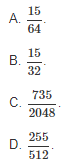 A. 15/64.
B. 15/32.
C. 735/2048.
D. 255/512.